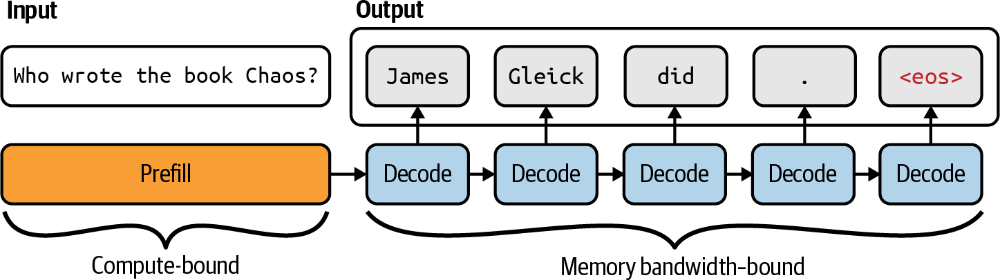 Input
Output
Who wrote the book Chaos?
James
Gleick
did
.
<eos>
Prefill
Decode
Decode
Decode
Decode
Decode
Compute-bound
Memory bandwidth–bound